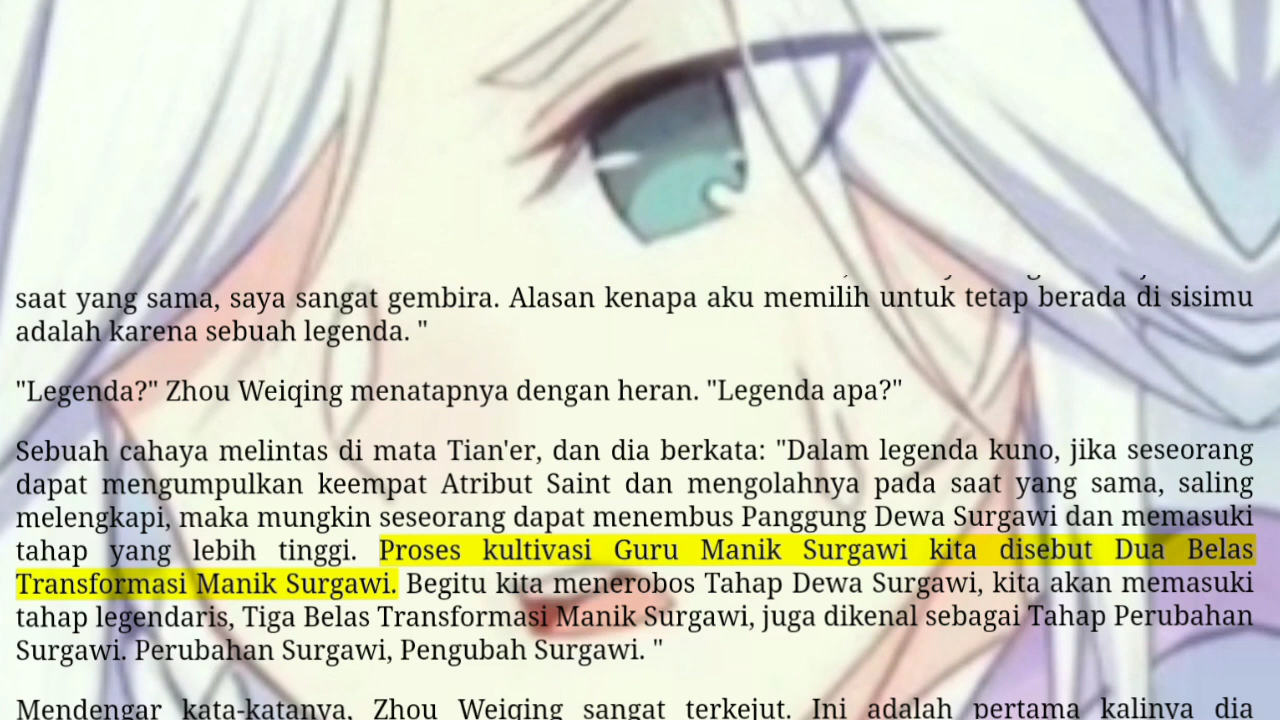 saat yang sama, saya sangat gembira. Alasan kenapa aku memilih untuk tetap berada di sisimu
adalah karena sebuah legenda. "
"Legenda?" Zhou Weiqing menatapnya dengan heran. "Legenda apa?"
Sebuah cahaya melintas di mata Tian'er, dan dia berkata: "Dalam legenda kuno, jika seseorang
dapat mengumpulkan keempat Atribut Saint dan mengolahnya pada saat yang sama, saling
melengkapi, maka mungkin seseorang dapat menembus Panggung Dewa Surgawi dan memasuki
tahap yang lebih tinggi. Proses kultivasi Guru Manik Surgawi kita disebut Dua Belas
Transformasi Manik Surgawi. Begitu kita menerobos Tahap Dewa Surgawi, kita akan memasuki
tahap legendaris, Tiga Belas Transformasi Manik Surgawi, juga dikenal sebagai Tahap Perubahan
Surgawi. Perubahan Surgawi, Pengubah Surgawi. "
Mendengar kata-katanya, Zhou Weiqing sangat terkejut. Ini adalah pertama kalinya dia